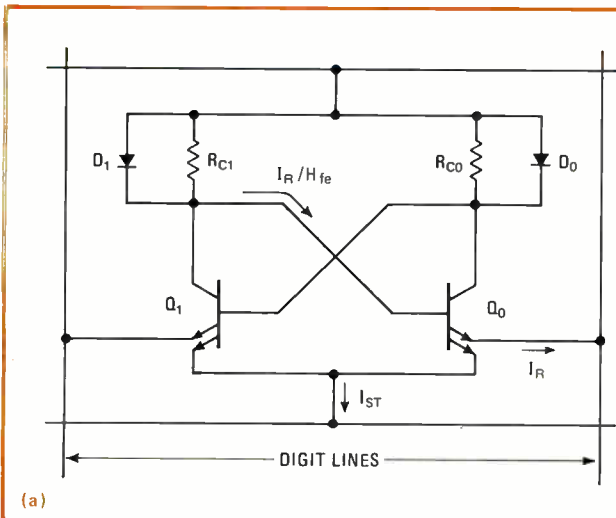 D1
RC1
IR/Hfe
RC0
D0
Q1
Q0
IR
IST
DIGIT LINES
(a)